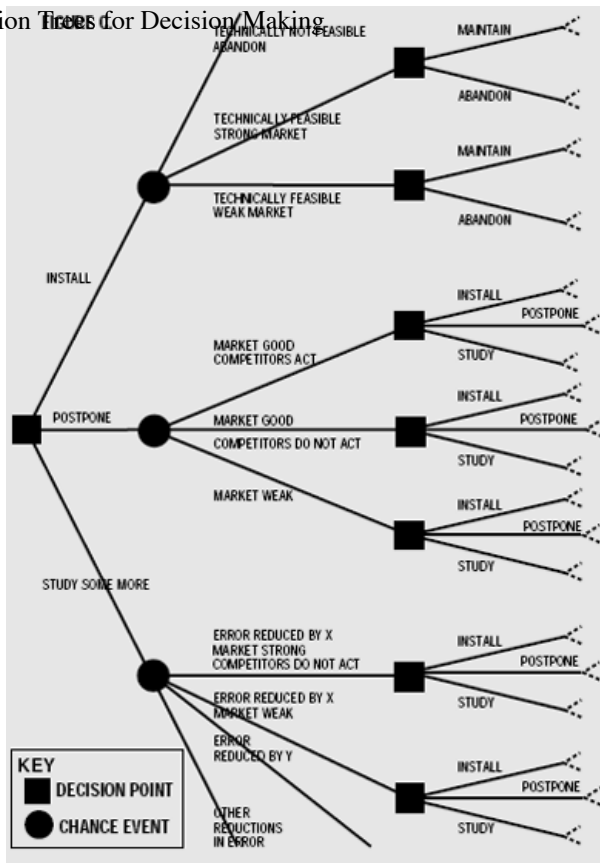 ion Trees for Decision Making
TECHNICALLY NOT FEASIBLE
ABANDON
MAINTAIN
ABANDON
TECHNICALLY FEASIBLE
STRONG MARKET
MAINTAIN
TECHNICALLY FEASIBLE
WEAK MARKET
ABANDON
INSTALL
INSTALL
POSTPONE
MARKET GOOD
COMPETITORS ACT
STUDY
INSTALL
POSTPONE
MARKET GOOD
POSTPONE
COMPETITORS DO NOT ACT
STUDY
MARKET WEAK
INSTALL
POSTPONE
STUDY
STUDY SOME MORE
ERROR REDUCED BY X
MARKET STRONG
COMPETITORS DO NOT ACT
INSTALL
POSTPONE
STUDY
ERROR REDUCED BY X
MARKET WEAK
ERROR
REDUCED BY Y
INSTALL
POSTPONE
STUDY
OTHER
REDUCTIONS
IN ERROR
KEY
DECISION POINT
CHANCE EVENT